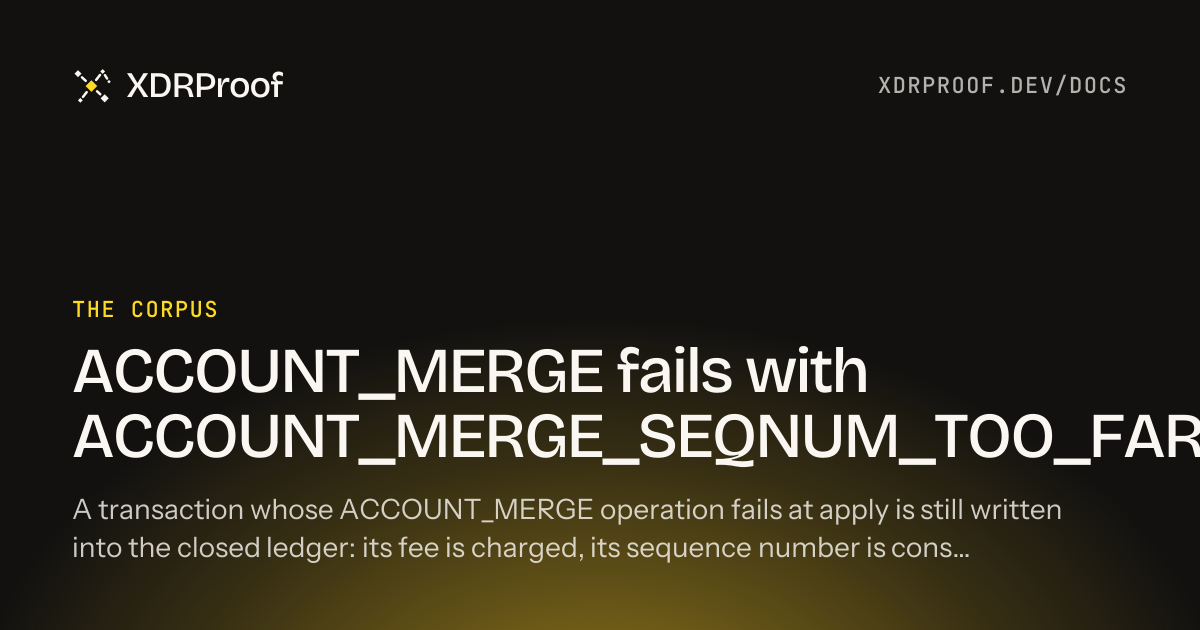 XDRProof
XDRPROOF.DEV/DOCS
THE CORPUS
ACCOUNT_MERGE fails with
ACCOUNT_MERGE_SEQNUM_TOO_FAR
A transaction whose ACCOUNT_MERGE operation fails at apply is still written
into the closed ledger: its fee is charged, its sequence number is cons...